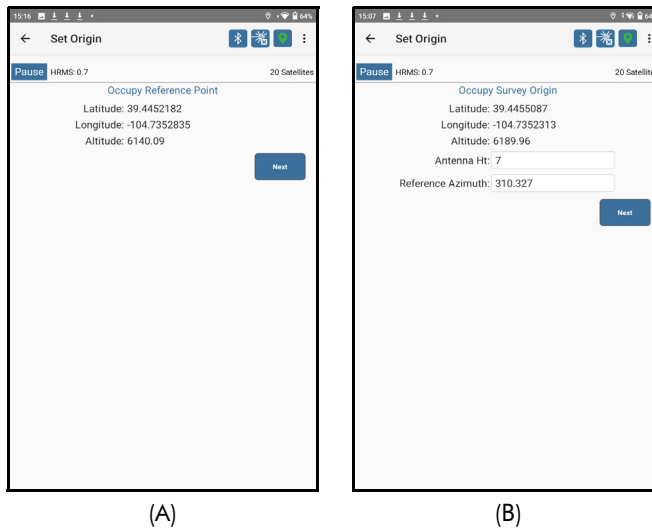 15:16
64%
Set Origin
Pause HRMS: 0.7 20 Satellites
Occupy Reference Point
Latitude: 39.4452182
Longitude: -104.7352835
Altitude: 6140.09
Next
(A)
15:07
64
Set Origin
Pause HRMS: 0.7 20 Satellite
Occupy Survey Origin
Latitude: 39.4455087
Longitude: -104.7352313
Altitude: 6189.96
Antenna Ht: 7
Reference Azimuth: 310.327
Next
(B)